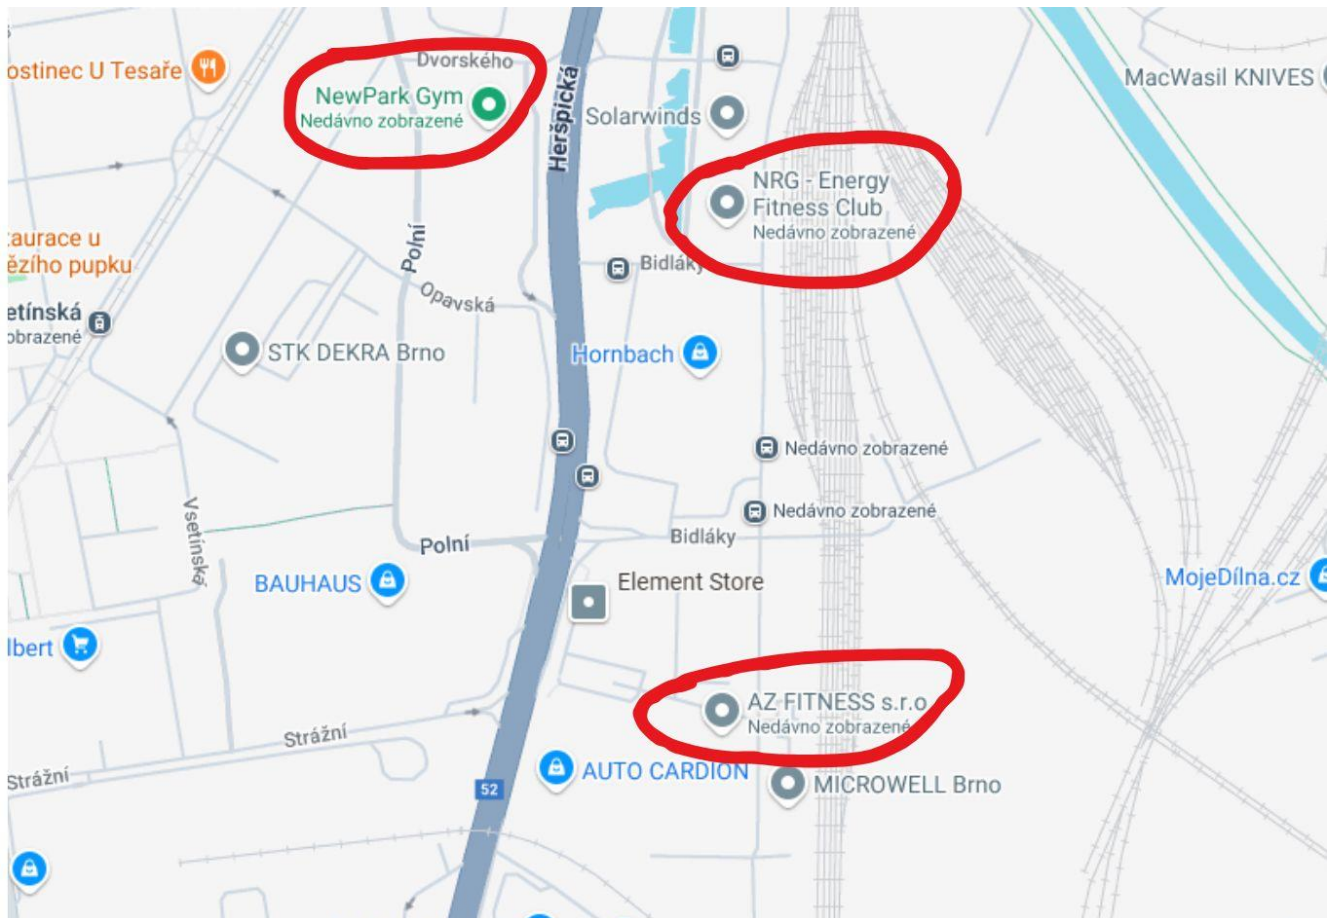 Dvorského
ostinec U Tesaře
NewPark Gym
Nedávno zobrazené
Heršpická
Solarwinds
MacWasil KNIVES
NRG - Energy
Fitness Club
Nedávno zobrazené
taurace u
ězího pupku
Polní
Bidláky
Opavská
etínská
obrazené
STK DEKRA Brno
Hornbach
Nedávno zobrazené
Nedávno zobrazené
Vsetínská
Polní
Bidláky
BAUHAUS
Element Store
MojeDílna.cz
lbert
AZ FITNESS s.r.o
Nedávno zobrazené
Strážní
Strážní
AUTO CARDION
52
MICROWELL Brno